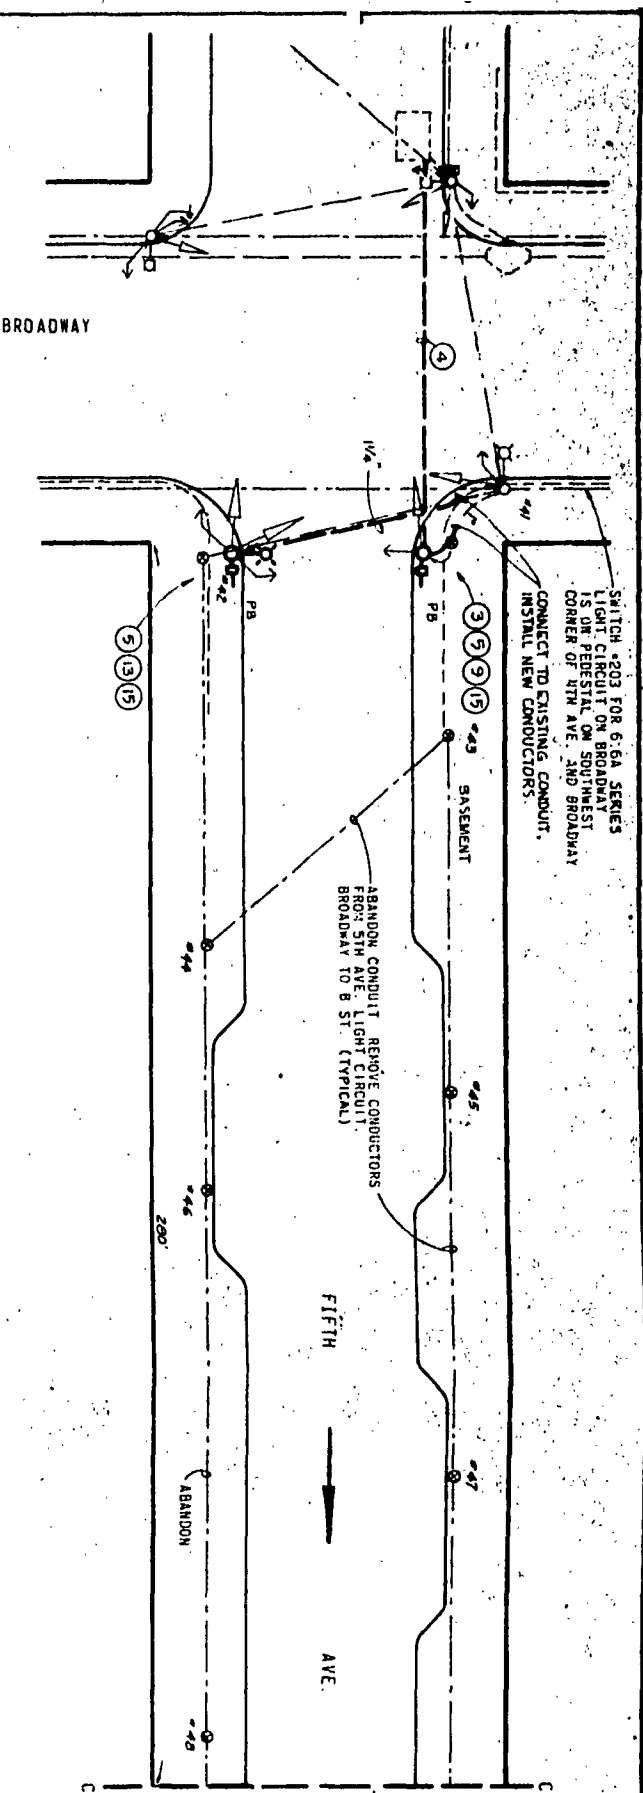 BROADWAY
4
1¼"
#41
SWITCH #203 FOR 6.6A SERIES
LIGHT CIRCUIT ON BROADWAY
IS ON PEDESTAL ON SOUTHWEST
CORNER OF 4TH AVE. AND BROADWAY
CONNECT TO EXISTING CONDUIT,
INSTALL NEW CONDUCTORS.
#42
PB
PB
3 5 9 15
5 13 15
#43
BASEMENT
ABANDON CONDUIT REMOVE CONDUCTORS
FROM 5TH AVE. LIGHT CIRCUIT,
BROADWAY TO B ST. (TYPICAL)
#44
#45
#46
280'
FIFTH
AVE.
#47
ABANDON
#48
C
C